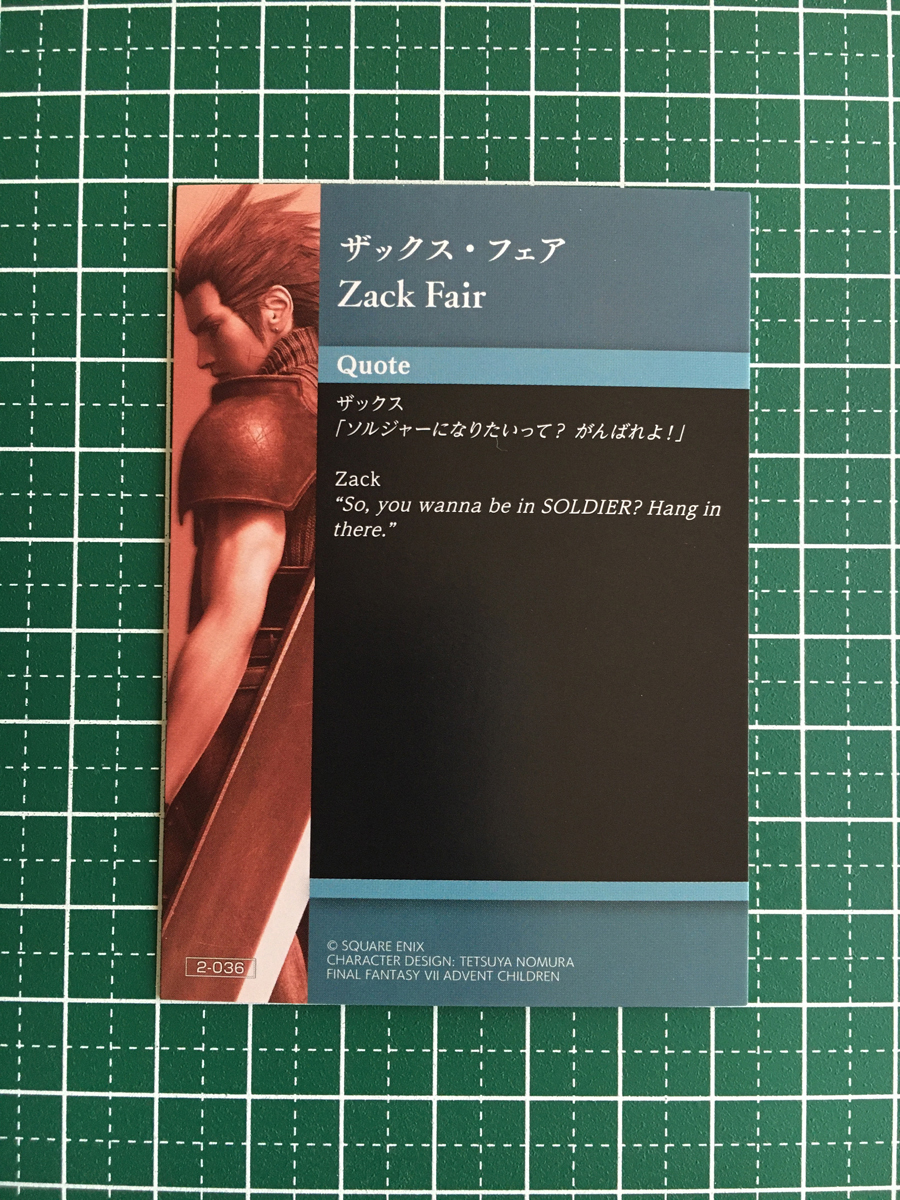 ザックス・フェア
Zack Fair
Quote
ザックス
「ソルジャーになりたいって？ がんばれよ！」
Zack
“So, you wanna be in SOLDIER? Hang in
there.”
© SQUARE ENIX
CHARACTER DESIGN: TETSUYA NOMURA
FINAL FANTASY VII ADVENT CHILDREN
2-036